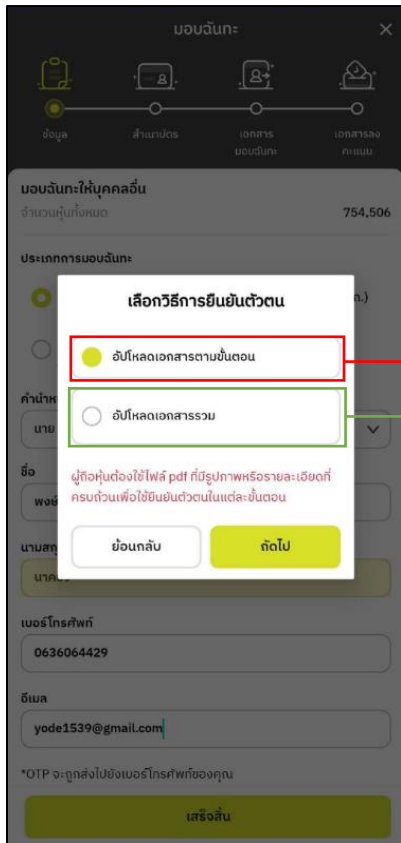 มอบฉันทะ
ข้อมูล
สำเนาบัตร
เอกสาร
มอบฉันทะ
เอกสารลง
คะแนน
มอบฉันทะให้บุคคลอื่น
จำนวนหุ้นทั้งหมด 754,506
ประเภทการมอบฉันทะ
เลือกวิธีการยืนยันตัวตน
อัปโหลดเอกสารตามขั้นตอน
อัปโหลดเอกสารรวม
ผู้ถือหุ้นต้องใช้ไฟล์ pdf ที่มีรูปภาพหรือรายละเอียดที่
ครบถ้วนเพื่อใช้ยืนยันตัวตนในแต่ละขั้นตอน
ย้อนกลับ ถัดไป
นาย
ชื่อ
เบอร์โทรศัพท์
0636064429
อีเมล
yode1539@gmail.com
*OTP จะถูกส่งไปยังเบอร์โทรศัพท์ของคุณ
เสร็จสิ้น